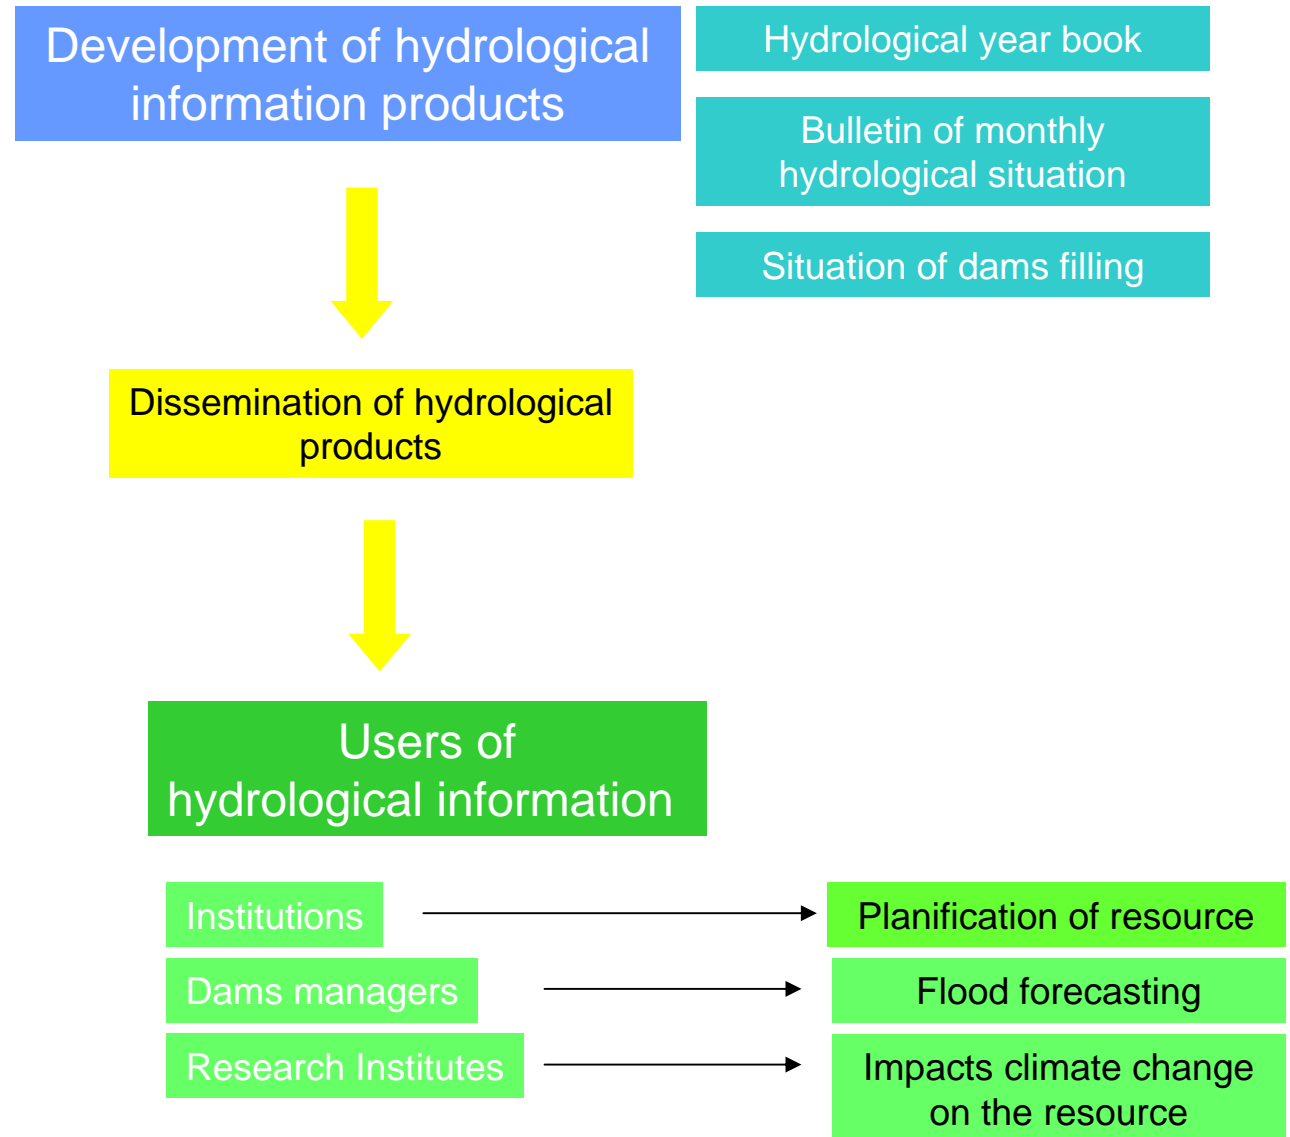 Development of hydrological
information products
Hydrological year book
Bulletin of monthly
hydrological situation
Situation of dams filling
Dissemination of hydrological
products
Users of
hydrological information
Institutions
Planification of resource
Dams managers
Flood forecasting
Research Institutes
Impacts climate change
on the resource